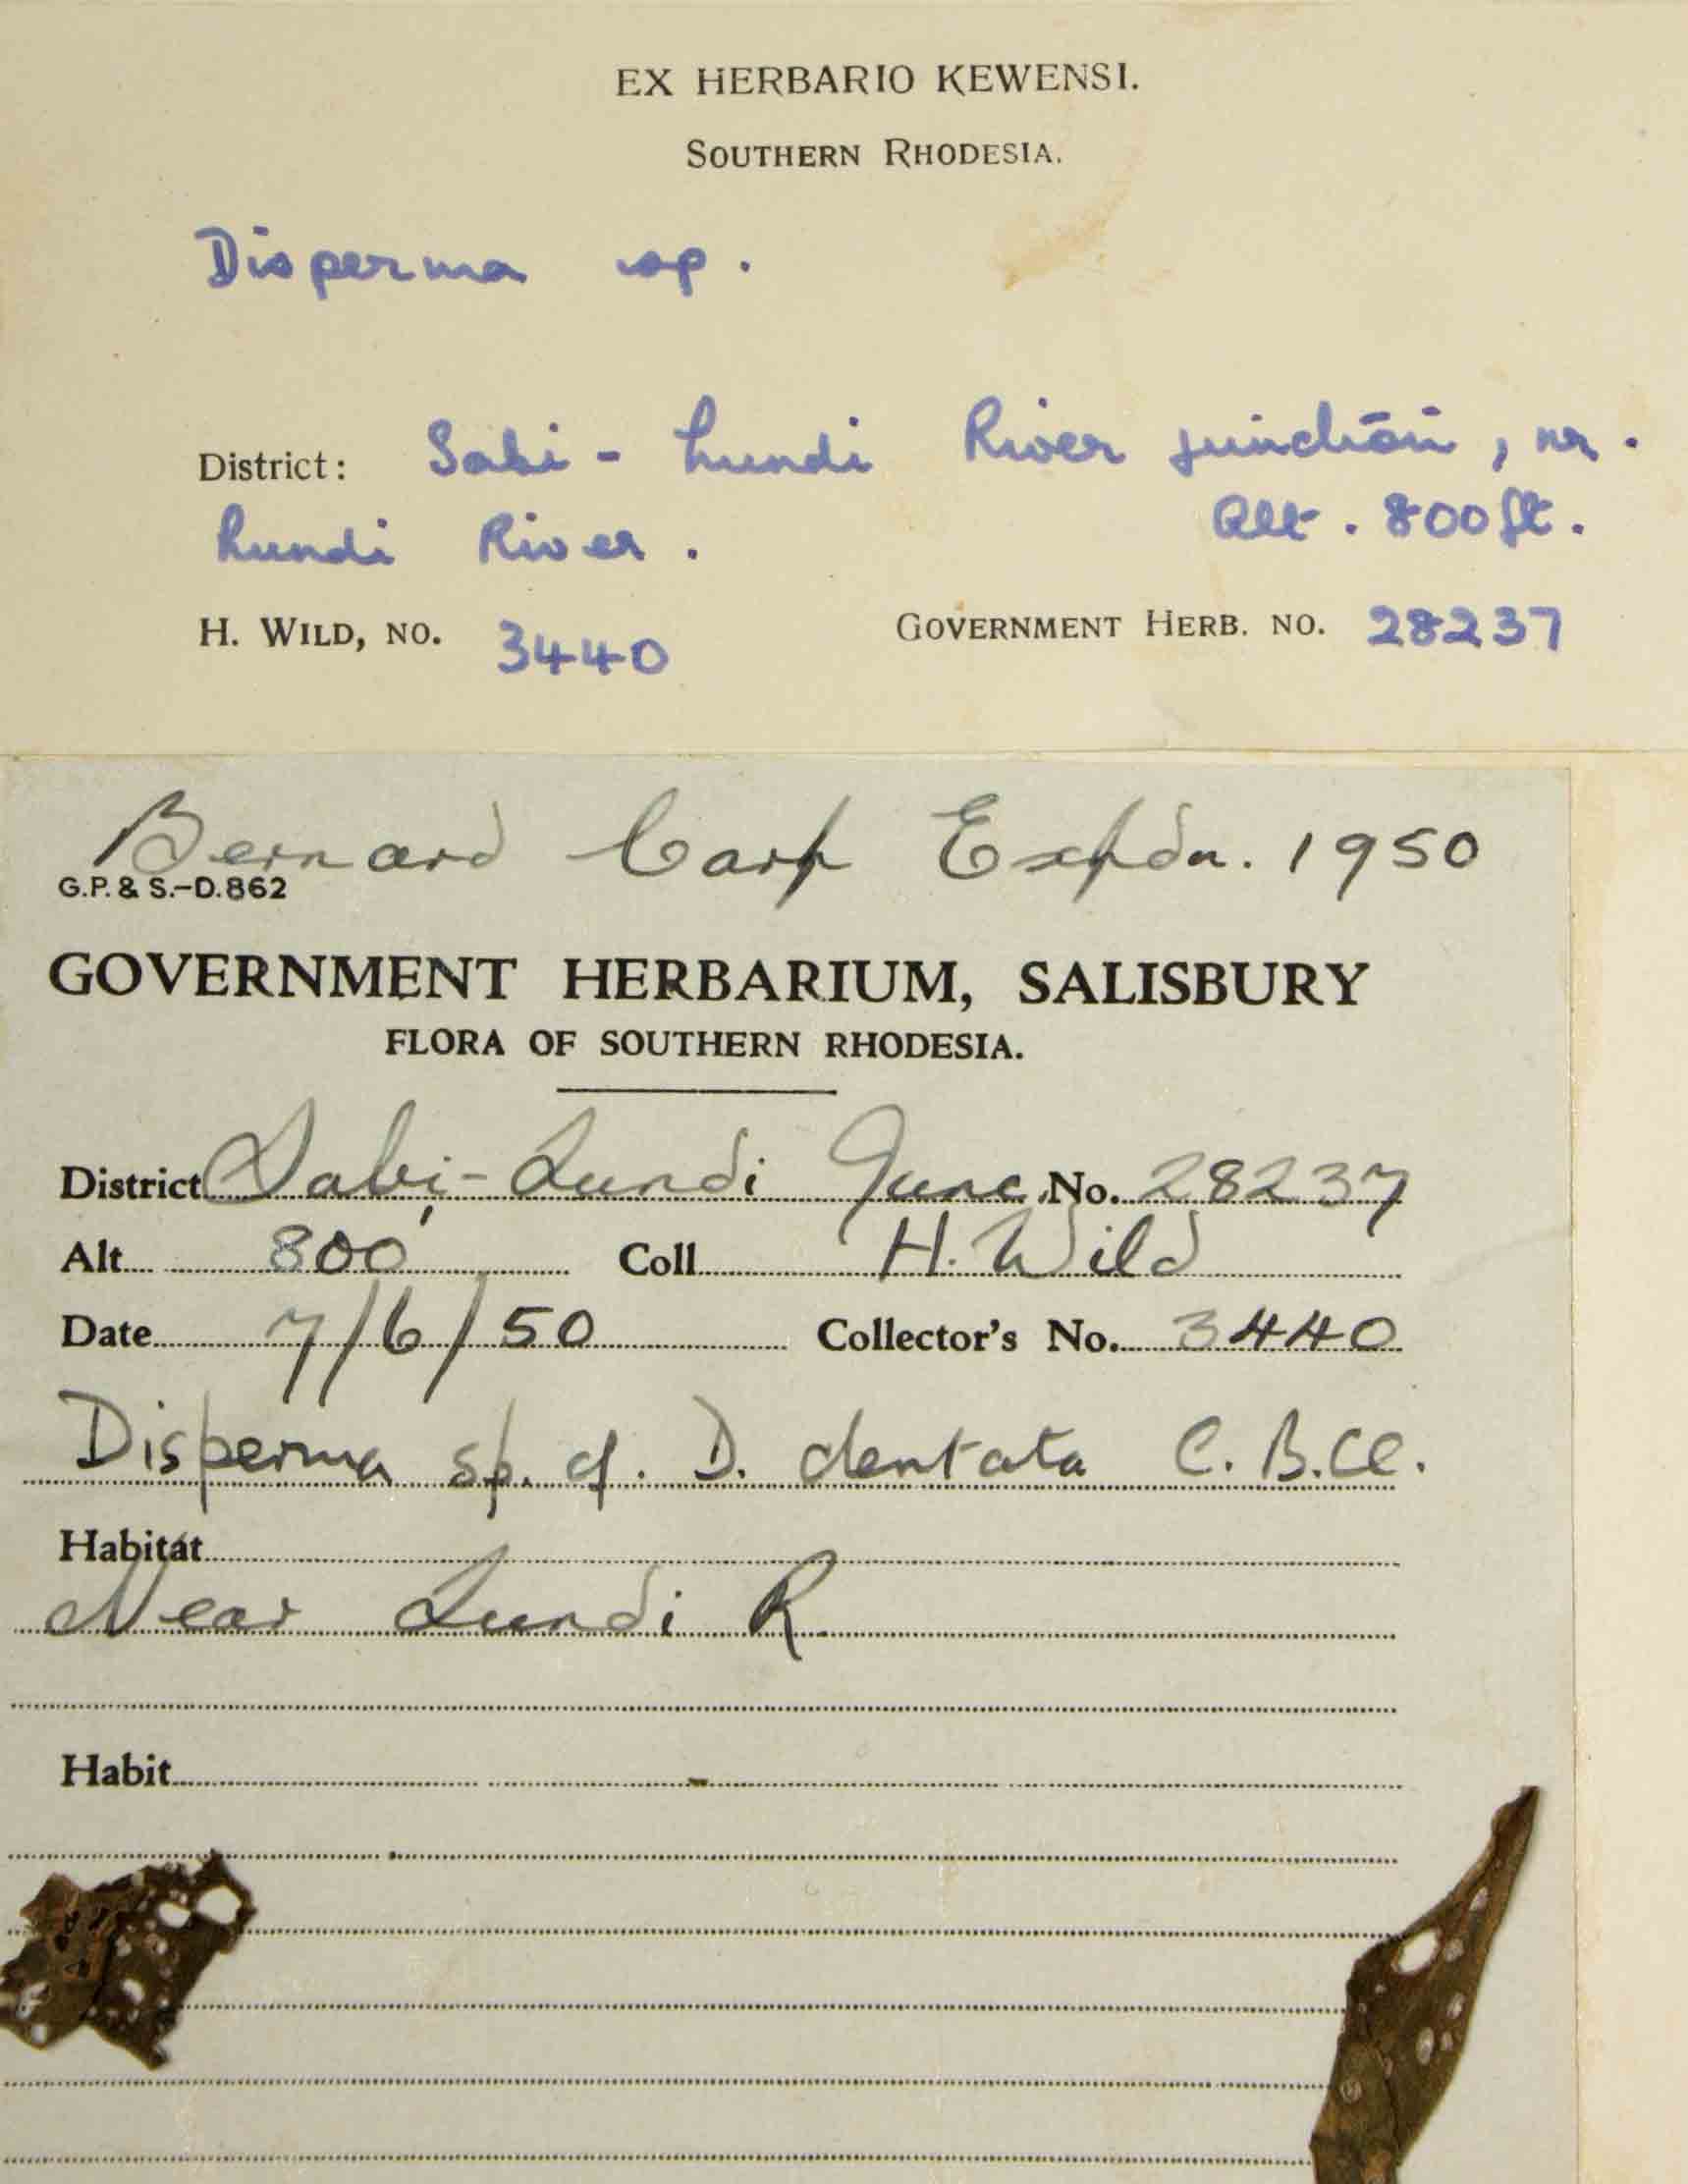 EX HERBARIO KEWENSI.
SOUTHERN RHODESIA.
Disperma sp.
District: Sabi - Lundi River junction, nr.
Lundi River. Alt. 800 ft.
H. WILD, NO. 3440 GOVERNMENT HERB. NO. 28237
Bernard Carp Expdn. 1950
G.P. & S.-D.862
GOVERNMENT HERBARIUM, SALISBURY
FLORA OF SOUTHERN RHODESIA.
District Sabi-Lundi Junc. No. 28237
Alt. 800' Coll. H. Wild
Date 7/6/50 Collector's No. 3440
Disperma sp. cf. D. dentata C.B.Cl.
Habitat
Near Lundi R.
Habit